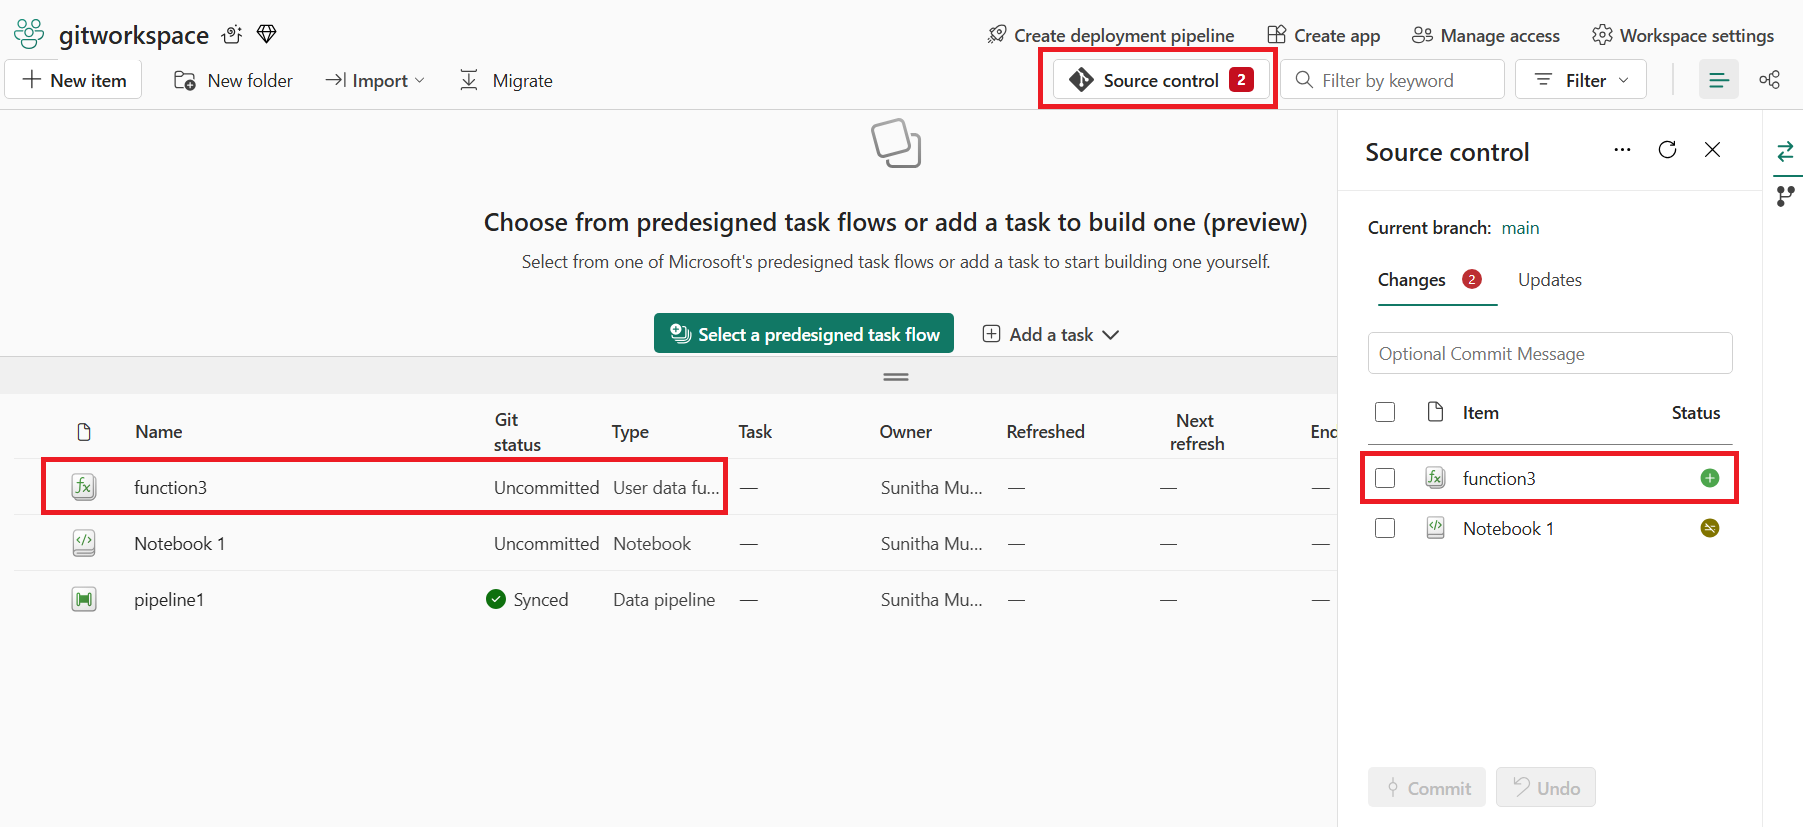 gitworkspace
Create deployment pipeline
Create app
Manage access
Workspace settings
New item
New folder
Import
Migrate
Source control 2
Filter by keyword
Filter
Choose from predesigned task flows or add a task to build one (preview)
Select from one of Microsoft's predesigned task flows or add a task to start building one yourself.
Select a predesigned task flow
Add a task
Name
Git status
Type
Task
Owner
Refreshed
Next refresh
End
function3 Uncommitted User data fu... — Sunitha Mu... — — —
Notebook 1 Uncommitted Notebook — Sunitha Mu... — — —
pipeline1 Synced Data pipeline — Sunitha Mu... — — —
Source control
Current branch: main
Changes 2
Updates
Optional Commit Message
Item Status
function3
Notebook 1
Commit
Undo